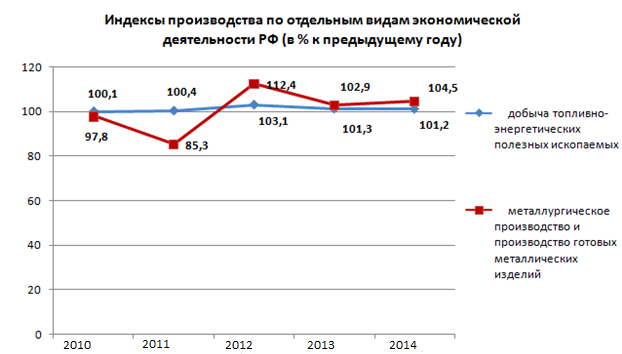 Индексы производства по отдельным видам экономической
деятельности РФ (в % к предыдущему году)
120
100
80
60
40
20
0
100,1
100,4
112,4
102,9
104,5
97,8
85,3
103,1
101,3
101,2
2010
2011
2012
2013
2014
добыча топливно-
энергетических
полезных ископаемых
металлургическое
производство и
производство готовых
металлических
изделий